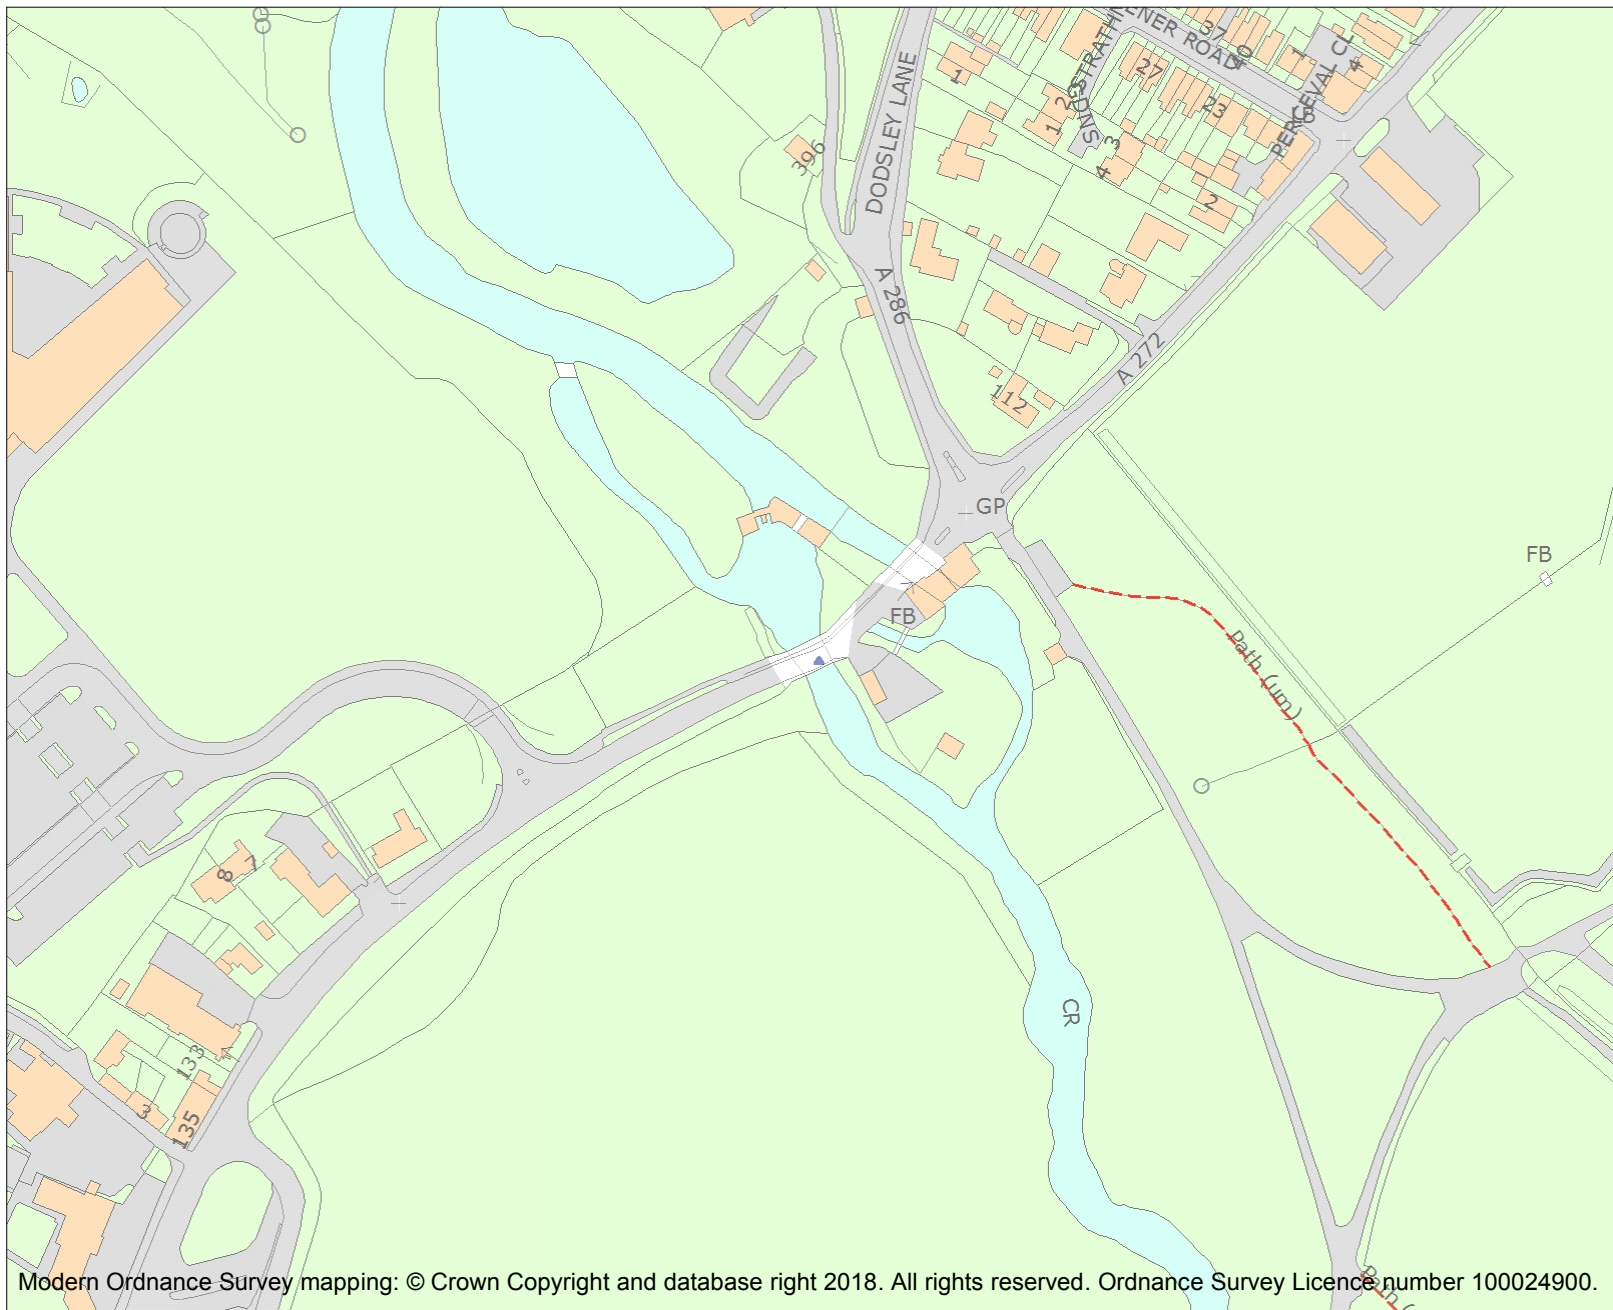 37
40
1
4
27
23
PERCEVAL CL
1
2
1
GDNS
3
4
2
DODSLEY LANE
396
A 286
A 272
112
GP
FB
FB
Path (um)
8
7
CR
133
3
135
Modern Ordnance Survey mapping: © Crown Copyright and database right 2018. All rights reserved. Ordnance Survey Licence number 100024900.